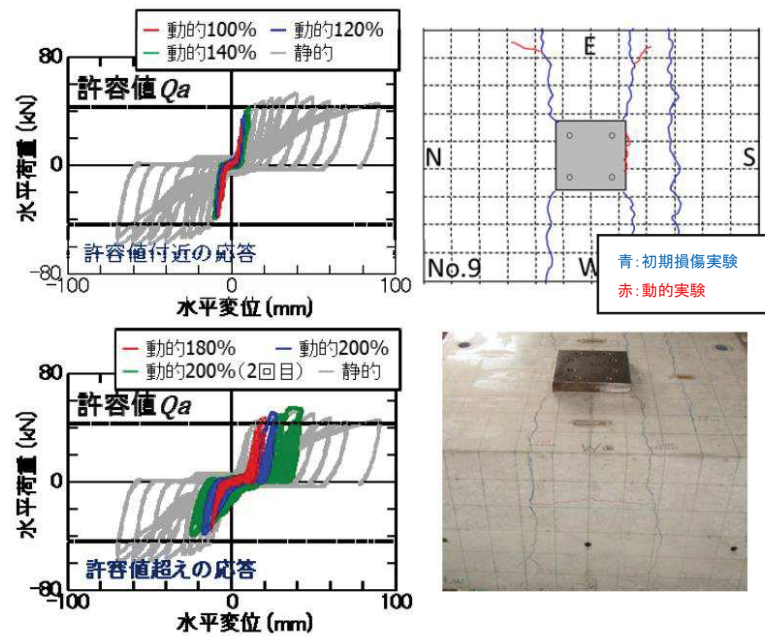 動的100% 動的120%
動的140% 静的
80
許容値Qa
0
許容値付近の応答
-80
-100 0 100
水平変位(mm)
水平荷重(kN)
E
N S
No.9 W
青:初期損傷実験
赤:動的実験
動的180% 動的200%
動的200%(2回目) 静的
80
許容値Qa
0
許容値超えの応答
-80
-100 0 100
水平変位(mm)
水平荷重(kN)